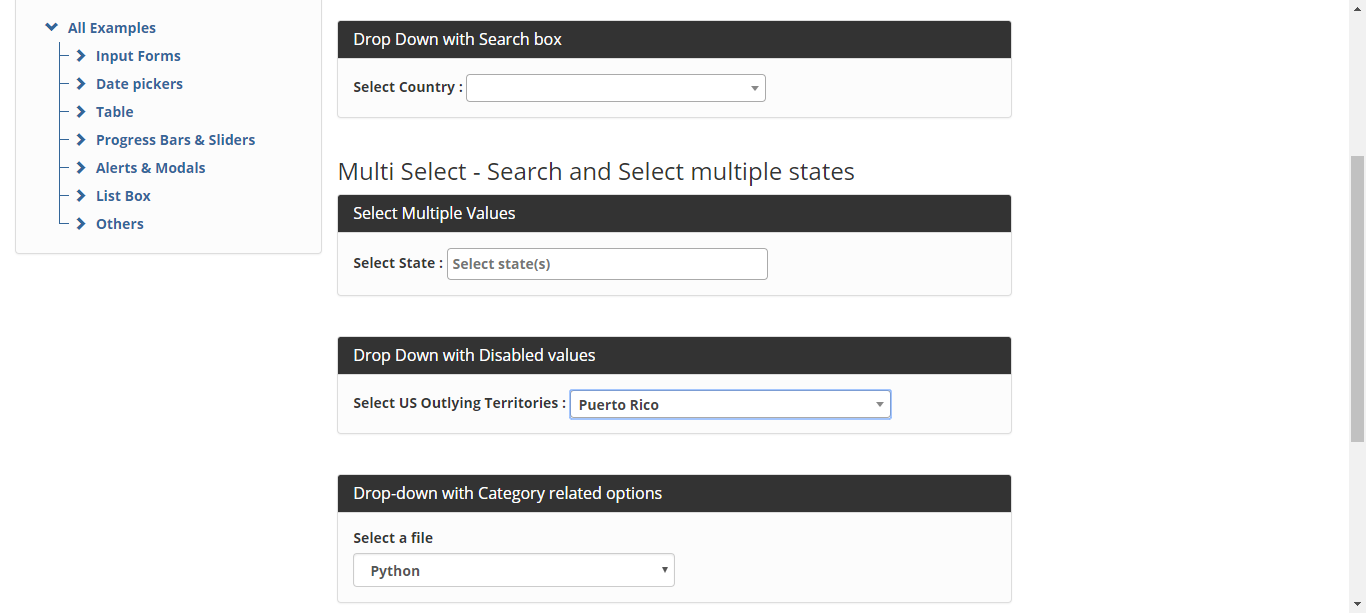 All Examples
Input Forms
Date pickers
Table
Progress Bars & Sliders
Alerts & Modals
List Box
Others
Drop Down with Search box
Select Country :
Multi Select - Search and Select multiple states
Select Multiple Values
Select State : Select state(s)
Drop Down with Disabled values
Select US Outlying Territories : Puerto Rico
Drop-down with Category related options
Select a file
Python